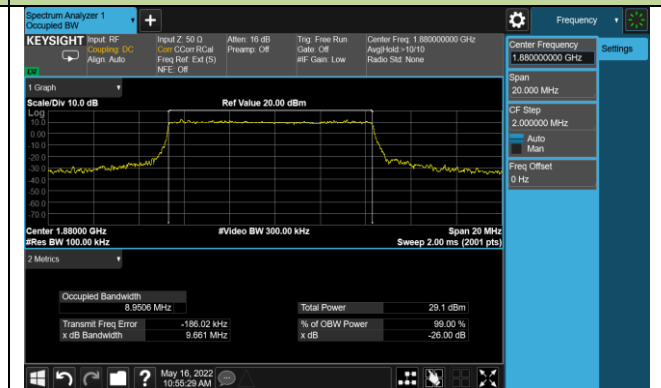 Spectrum Analyzer 1
Occupied BW
Frequency
KEYSIGHT
Input: RF
Coupling: DC
Align: Auto
Input Z: 50 Ω
Corr CCorr RCal
Freq Ref: Ext (S)
NFE: Off
Atten: 16 dB
Preamp: Off
Trig: Free Run
Gate: Off
#IF Gain: Low
Center Freq: 1.880000000 GHz
Avg|Hold:>10/10
Radio Std: None
Center Frequency
1.880000000 GHz
Settings
Span
20.000 MHz
CF Step
2.000000 MHz
Auto
Man
Freq Offset
0 Hz
1 Graph
Scale/Div 10.0 dB
Ref Value 20.00 dBm
Log
10.0
0.00
-10.0
-20.0
-30.0
-40.0
-50.0
-60.0
-70.0
Center 1.88000 GHz
#Video BW 300.00 kHz
Span 20 MHz
#Res BW 100.00 kHz
Sweep 2.00 ms (2001 pts)
2 Metrics
Occupied Bandwidth
8.9506 MHz
Total Power
29.1 dBm
Transmit Freq Error
-186.02 kHz
% of OBW Power
99.00 %
x dB Bandwidth
9.661 MHz
x dB
-26.00 dB
May 16, 2022
10:55:29 AM